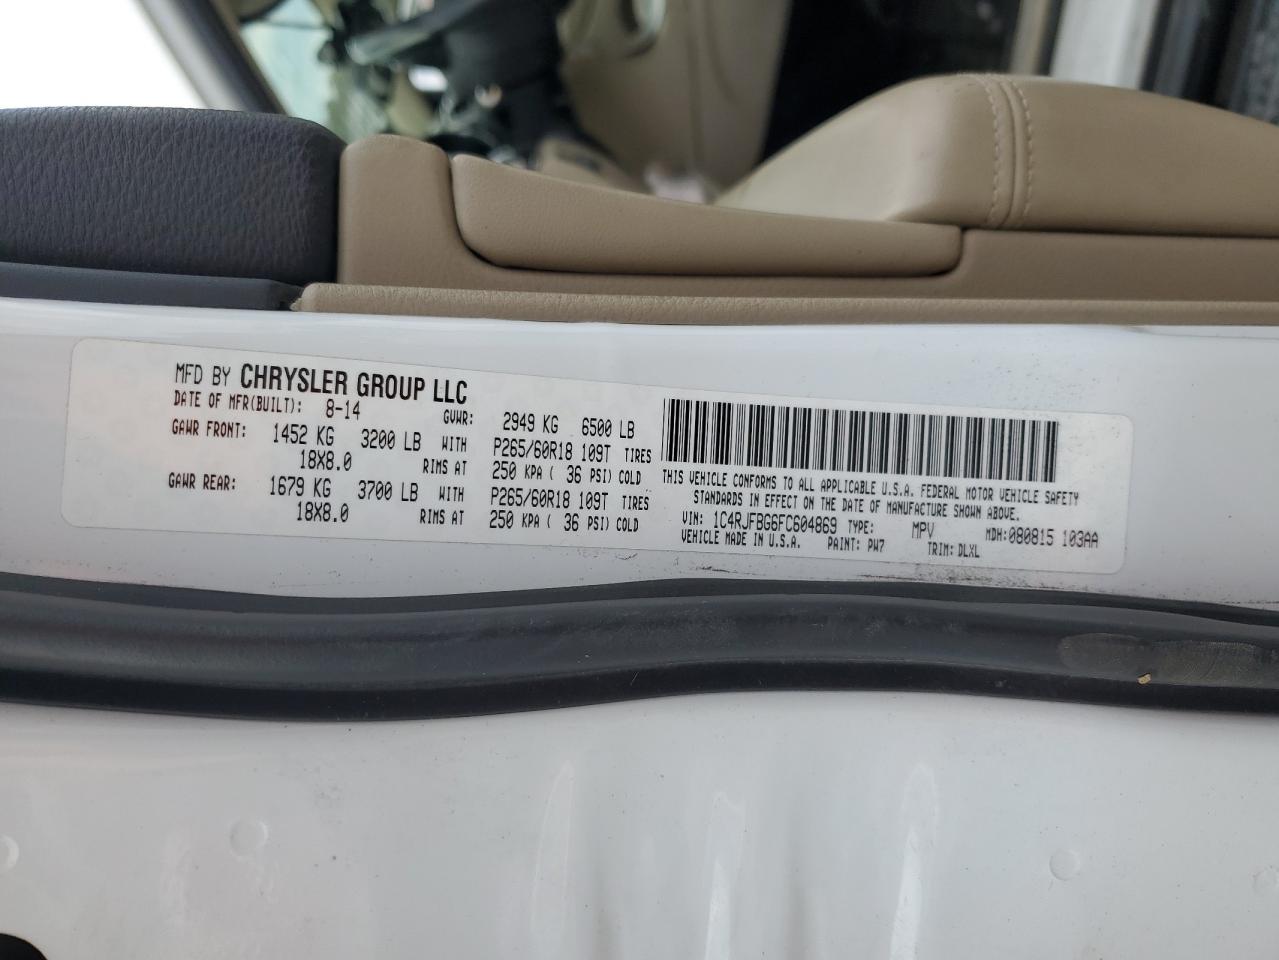 MFD BY CHRYSLER GROUP LLC
DATE OF MFR(BUILT): 8-14 GVWR: 2949 KG 6500 LB
GAWR FRONT: 1452 KG 3200 LB WITH P265/60R18 109T TIRES
18X8.0 RIMS AT 250 KPA ( 36 PSI) COLD
GAWR REAR: 1679 KG 3700 LB WITH P265/60R18 109T TIRES
18X8.0 RIMS AT 250 KPA ( 36 PSI) COLD
THIS VEHICLE CONFORMS TO ALL APPLICABLE U.S.A. FEDERAL MOTOR VEHICLE SAFETY
STANDARDS IN EFFECT ON THE DATE OF MANUFACTURE SHOWN ABOVE.
VIN: 1C4RJFBG6FC604869 TYPE: MPV MDH:080815 103AA
VEHICLE MADE IN U.S.A. PAINT: PW7 TRIM: DLXL